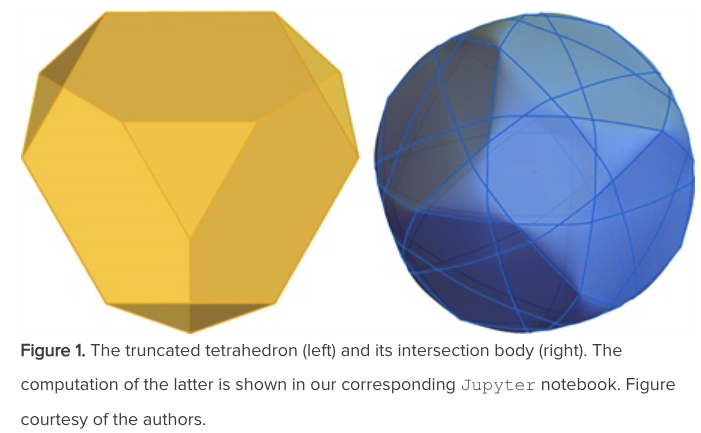 Figure 1. The truncated tetrahedron (left) and its intersection body (right). The
computation of the latter is shown in our corresponding Jupyter notebook. Figure
courtesy of the authors.